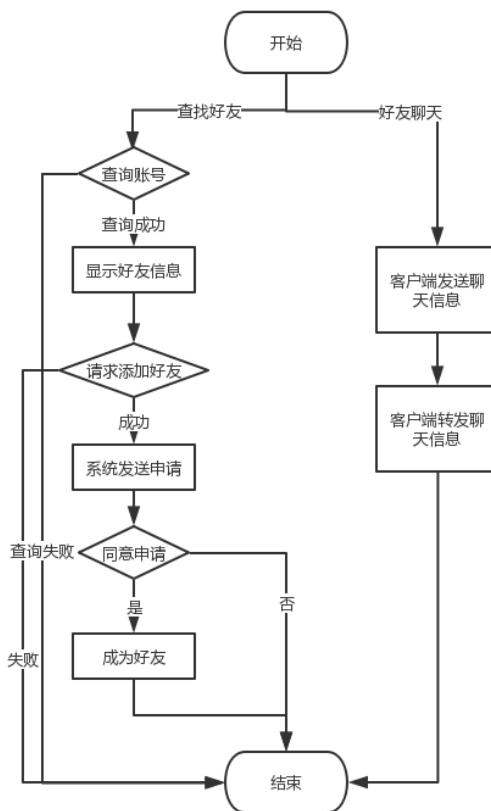 开始
查找好友
好友聊天
查询账号
查询成功
显示好友信息
客户端发送聊
天信息
请求添加好友
成功
客户端转发聊
天信息
系统发送申请
查询失败
同意申请
是
否
失败
成为好友
结束